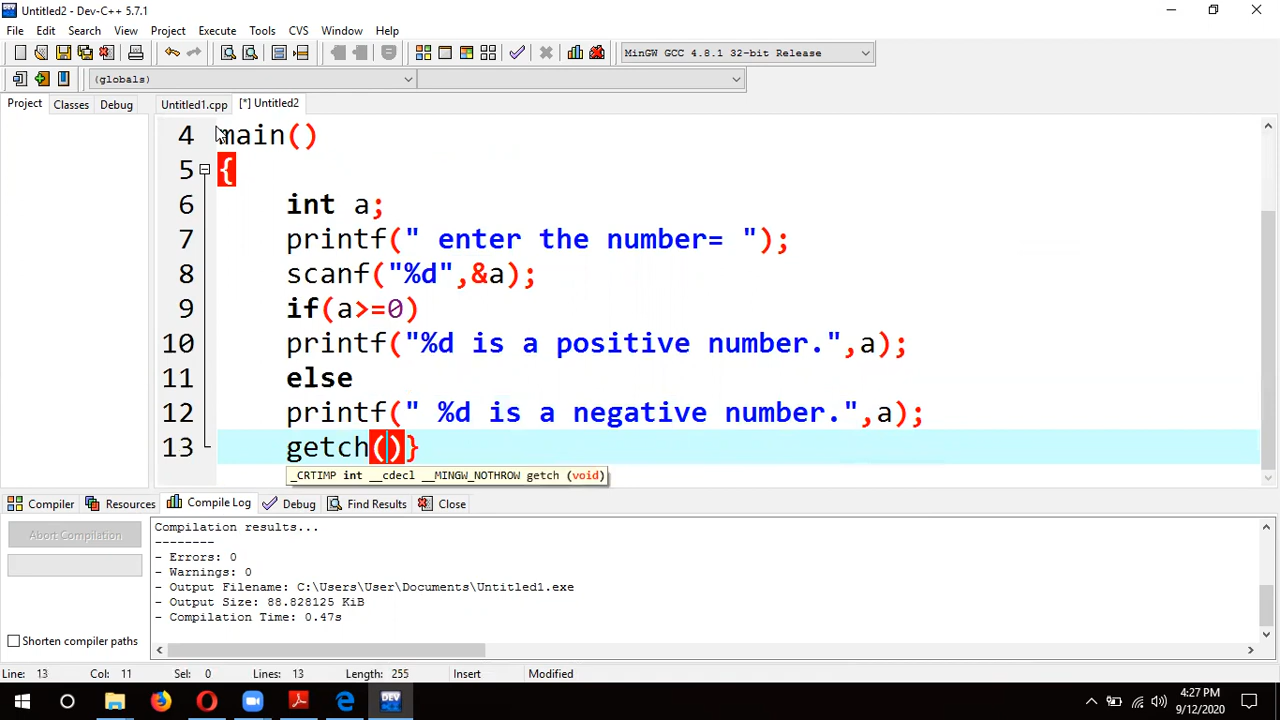 Untitled2 - Dev-C++ 5.7.1
File Edit Search View Project Execute Tools CVS Window Help
MinGW GCC 4.8.1 32-bit Release
(globals)
Project Classes Debug Untitled1.cpp [*] Untitled2
4 main()
5 {
6 int a;
7 printf(" enter the number= ");
8 scanf("%d",&a);
9 if(a>=0)
10 printf("%d is a positive number.",a);
11 else
12 printf(" %d is a negative number.",a);
13 getch()}
_CRTIMP int __cdecl __MINGW_NOTHROW getch (void)
Compiler Resources Compile Log Debug Find Results Close
Abort Compilation
Shorten compiler paths
Compilation results...
--------
- Errors: 0
- Warnings: 0
- Output Filename: C:\Users\User\Documents\Untitled1.exe
- Output Size: 88.828125 KiB
- Compilation Time: 0.47s
Line: 13 Col: 11 Sel: 0 Lines: 13 Length: 255 Insert Modified
DEV
4:27 PM
9/12/2020